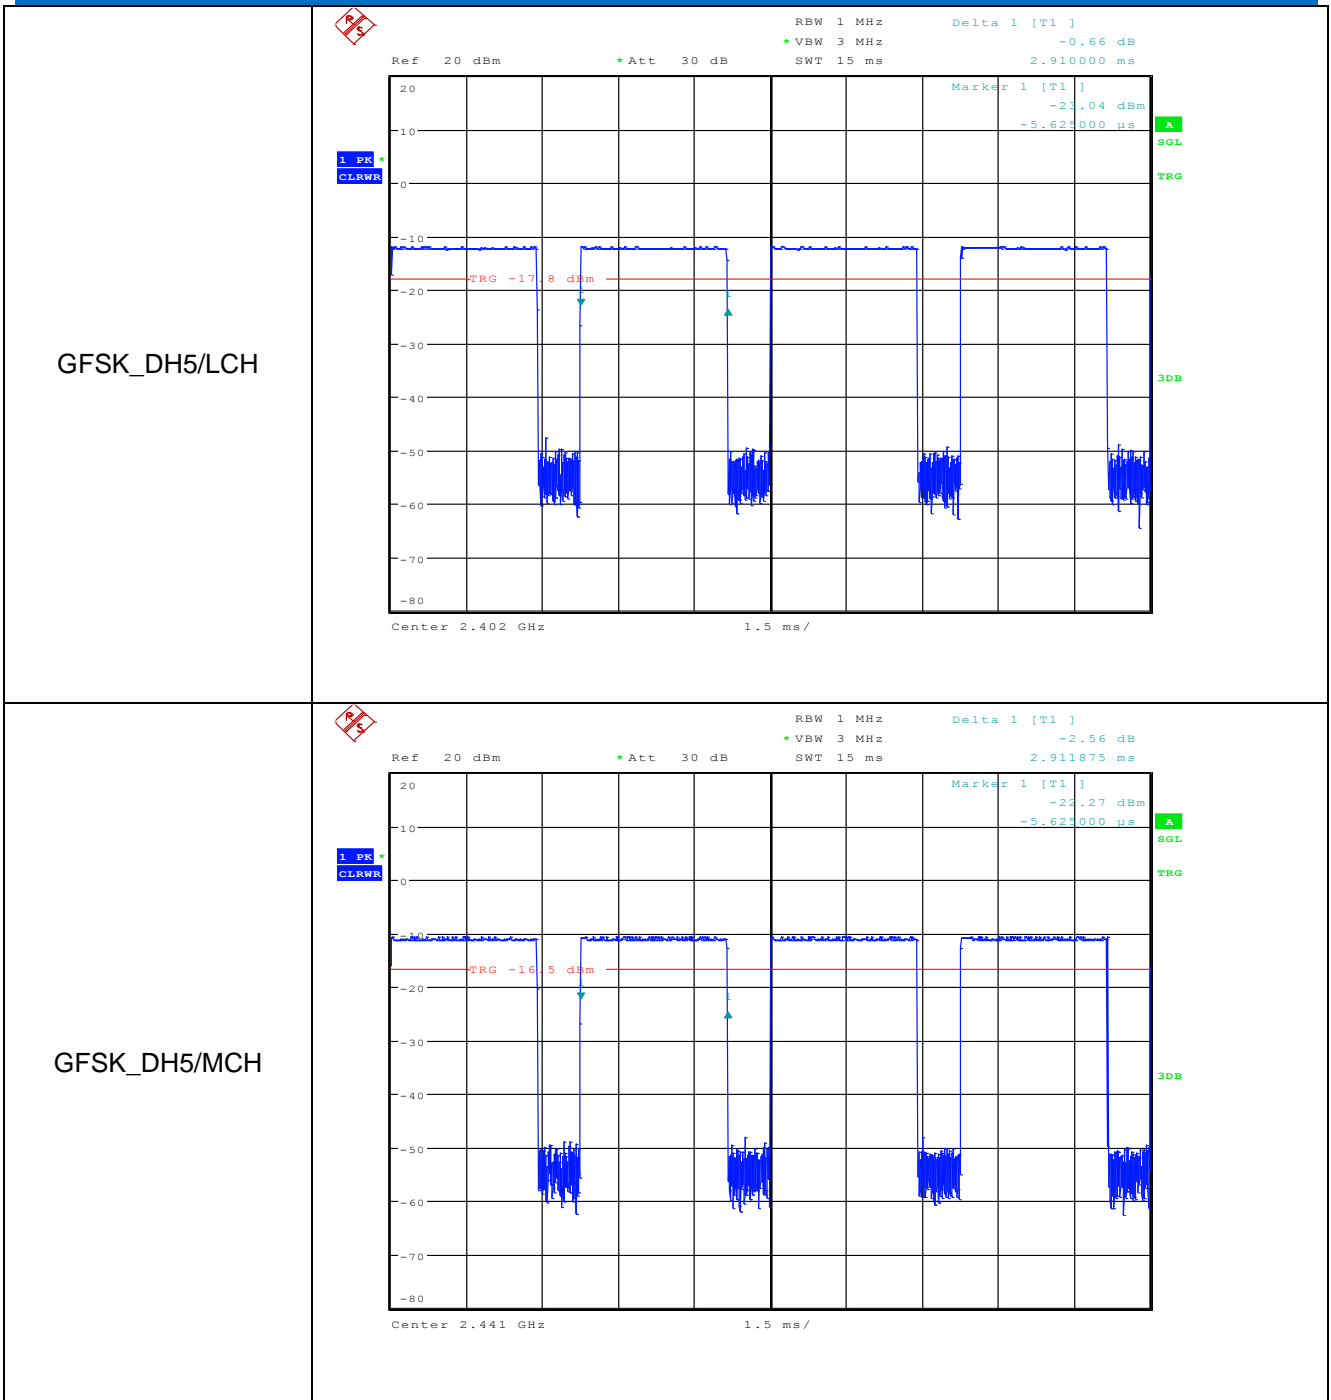 GFSK_DH5/LCH
R S
RBW 1 MHz
Delta 1 [T1 ]
* VBW 3 MHz
-0.66 dB
Ref 20 dBm
* Att 30 dB
SWT 15 ms
2.910000 ms
20
Marker 1 [T1 ]
-23.04 dBm
-5.625000 µs
A
10
SGL
1 PK *
CLRWR
TRG
0
-10
TRG -17.8 dBm
-20
1
1
-30
3DB
-40
-50
-60
-70
-80
Center 2.402 GHz
1.5 ms/
GFSK_DH5/MCH
R S
RBW 1 MHz
Delta 1 [T1 ]
* VBW 3 MHz
-2.56 dB
Ref 20 dBm
* Att 30 dB
SWT 15 ms
2.911875 ms
20
Marker 1 [T1 ]
-22.27 dBm
-5.625000 µs
A
10
SGL
1 PK *
CLRWR
TRG
0
-10
TRG -16.5 dBm
-20
1
1
-30
3DB
-40
-50
-60
-70
-80
Center 2.441 GHz
1.5 ms/